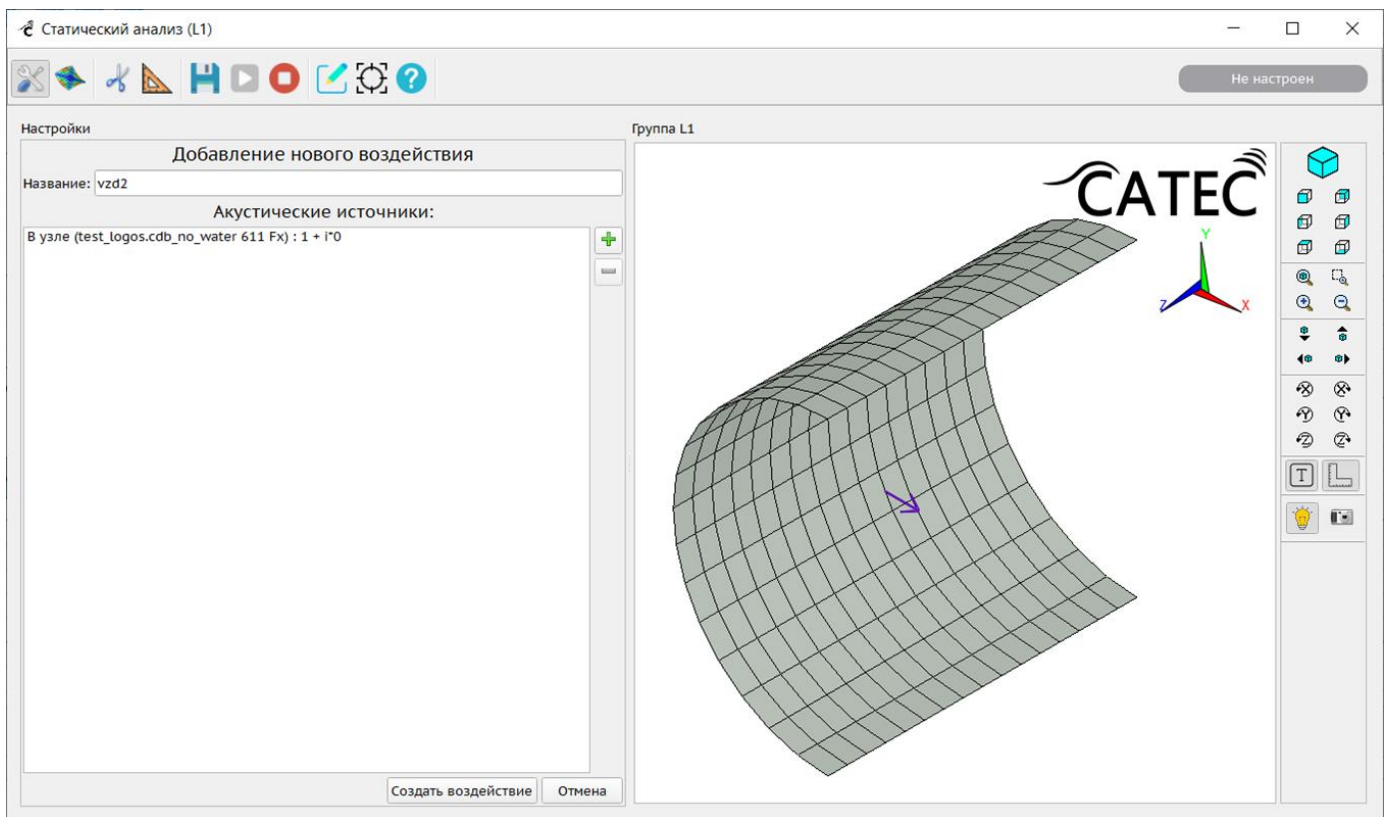 Статический анализ (L1)
Не настроен
Настройки
Добавление нового воздействия
Название: vzd2
Акустические источники:
В узле (test_logos.cdb_no_water 611 Fx) : 1 + i*0
Создать воздействие
Отмена
Группа L1
CATEC
Y
Z
X
X
X
Y
Y
Z
Z
T